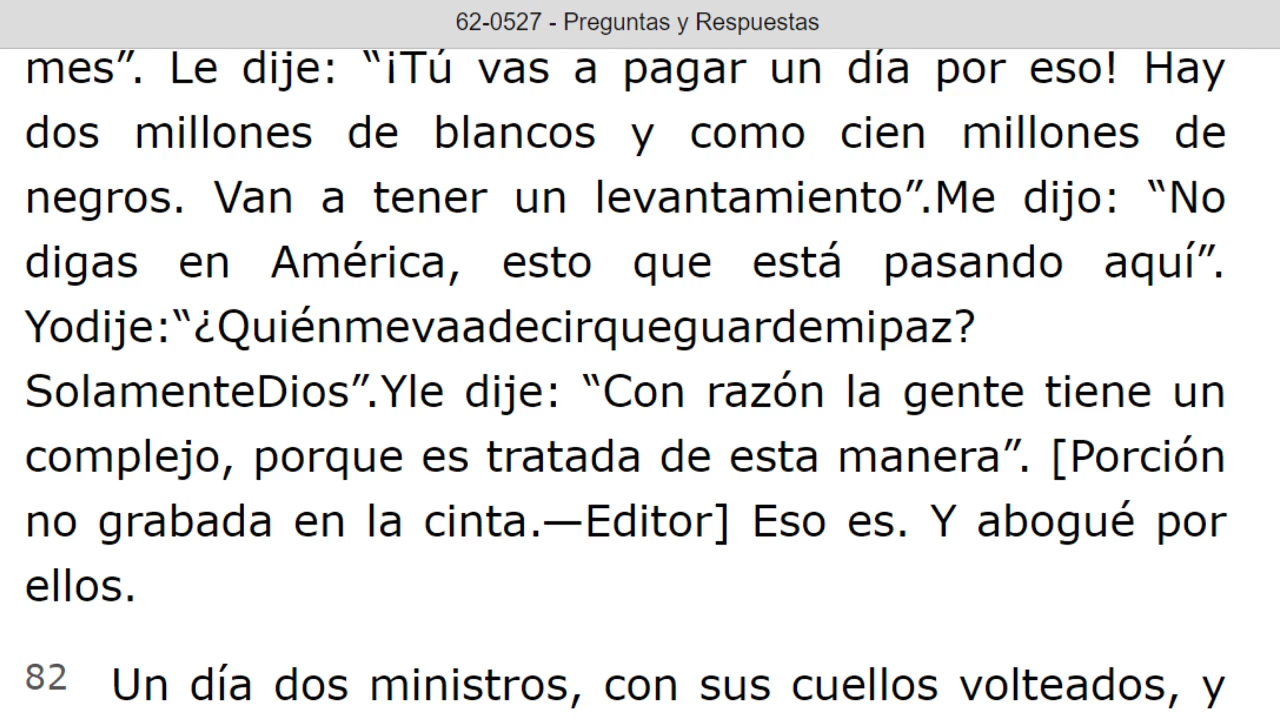 62-0527 - Preguntas y Respuestas
mes”. Le dije: “¡Tú vas a pagar un día por eso! Hay
dos millones de blancos y como cien millones de
negros. Van a tener un levantamiento”.Me dijo: “No
digas en América, esto que está pasando aquí”.
Yodije:“¿Quiénmevaadecirqueguardemipaz?
SolamenteDios”.Yle dije: “Con razón la gente tiene un
complejo, porque es tratada de esta manera”. [Porción
no grabada en la cinta.—Editor] Eso es. Y abogué por
ellos.
82 Un día dos ministros, con sus cuellos volteados, y